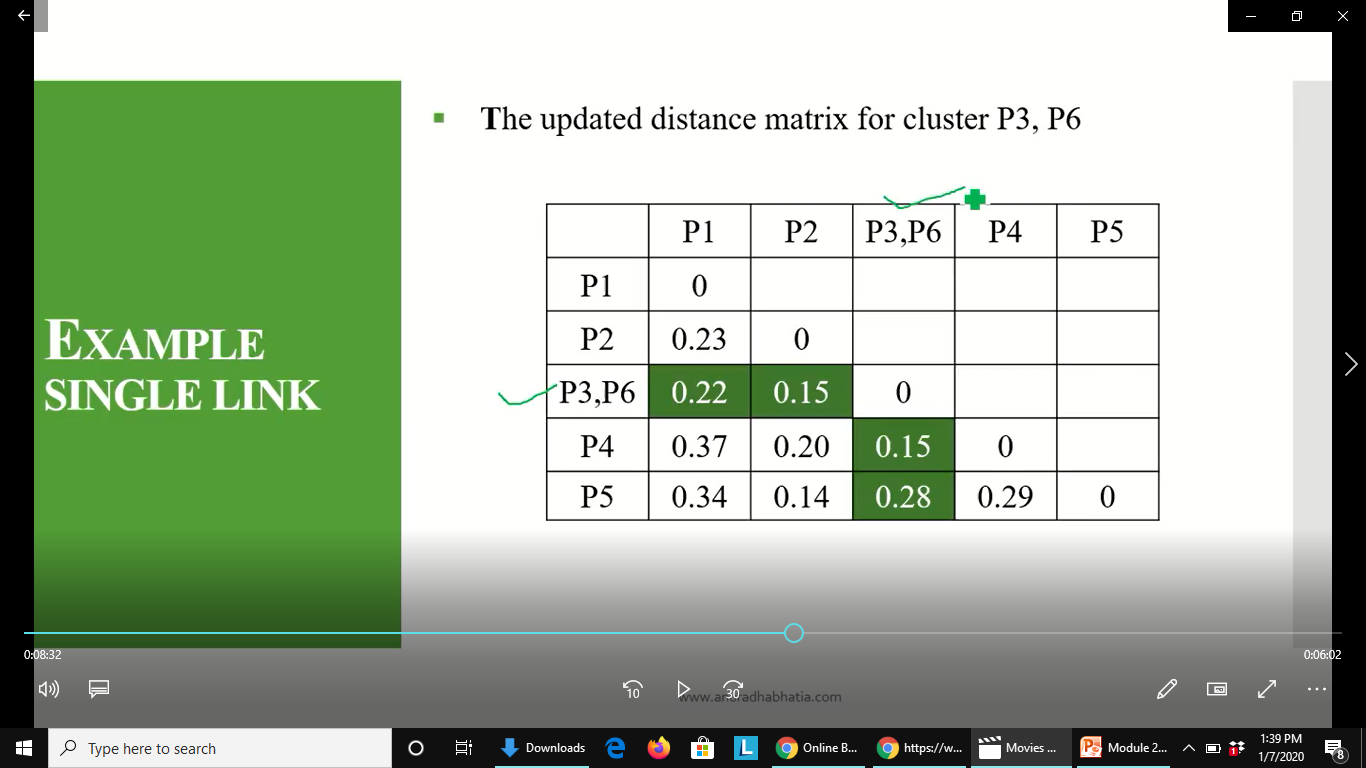 ▪ The updated distance matrix for cluster P3, P6
P1 P2 P3,P6 P4 P5
P1 0
P2 0.23 0
EXAMPLE
SINGLE LINK
P3,P6 0.22 0.15 0
P4 0.37 0.20 0.15 0
P5 0.34 0.14 0.28 0.29 0
0:08:32 0:06:02
10 30
www.anuradhabhatia.com
Type here to search
Downloads
L
Online B...
https://w...
Movies ...
Module 2...
1:39 PM
1/7/2020
8